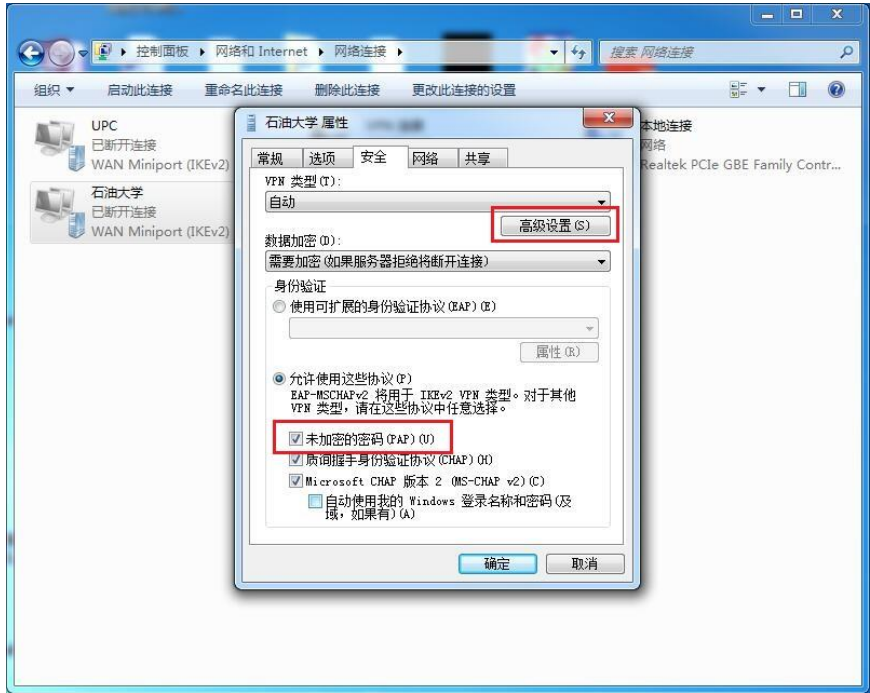 控制面板 ▸ 网络和 Internet ▸ 网络连接 ▸
搜索 网络连接
组织 ▼ 启动此连接 重命名此连接 删除此连接 更改此连接的设置
UPC
已断开连接
WAN Miniport (IKEv2)
石油大学
已断开连接
WAN Miniport (IKEv2)
本地连接
网络
Realtek PCIe GBE Family Contr...
石油大学 属性
常规 选项 安全 网络 共享
VPN 类型(T):
自动
高级设置(S)
数据加密(D):
需要加密(如果服务器拒绝将断开连接)
身份验证
使用可扩展的身份验证协议(EAP)(E)
属性(R)
允许使用这些协议(P)
EAP-MSCHAPv2 将用于 IKEv2 VPN 类型。对于其他
VPN 类型，请在这些协议中任意选择。
未加密的密码(PAP)(U)
质询握手身份验证协议(CHAP)(H)
Microsoft CHAP 版本 2 (MS-CHAP v2)(C)
自动使用我的 Windows 登录名称和密码(及
域，如果有)(A)
确定 取消